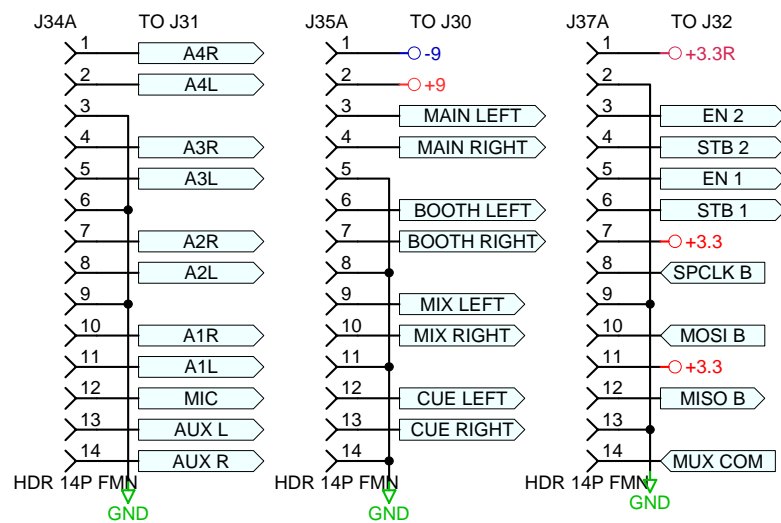 J34A TO J31
1 A4R
2 A4L
3
4 A3R
5 A3L
6
7 A2R
8 A2L
9
10 A1R
11 A1L
12 MIC
13 AUX L
14 AUX R
HDR 14P FMN
GND
J35A TO J30
1 -9
2 +9
3 MAIN LEFT
4 MAIN RIGHT
5
6 BOOTH LEFT
7 BOOTH RIGHT
8
9 MIX LEFT
10 MIX RIGHT
11
12 CUE LEFT
13 CUE RIGHT
14
HDR 14P FMN
GND
J37A TO J32
1 +3.3R
2
3 EN 2
4 STB 2
5 EN 1
6 STB 1
7 +3.3
8 SPCLK B
9
10 MOSI B
11 +3.3
12 MISO B
13
14 MUX COM
HDR 14P FMN
GND